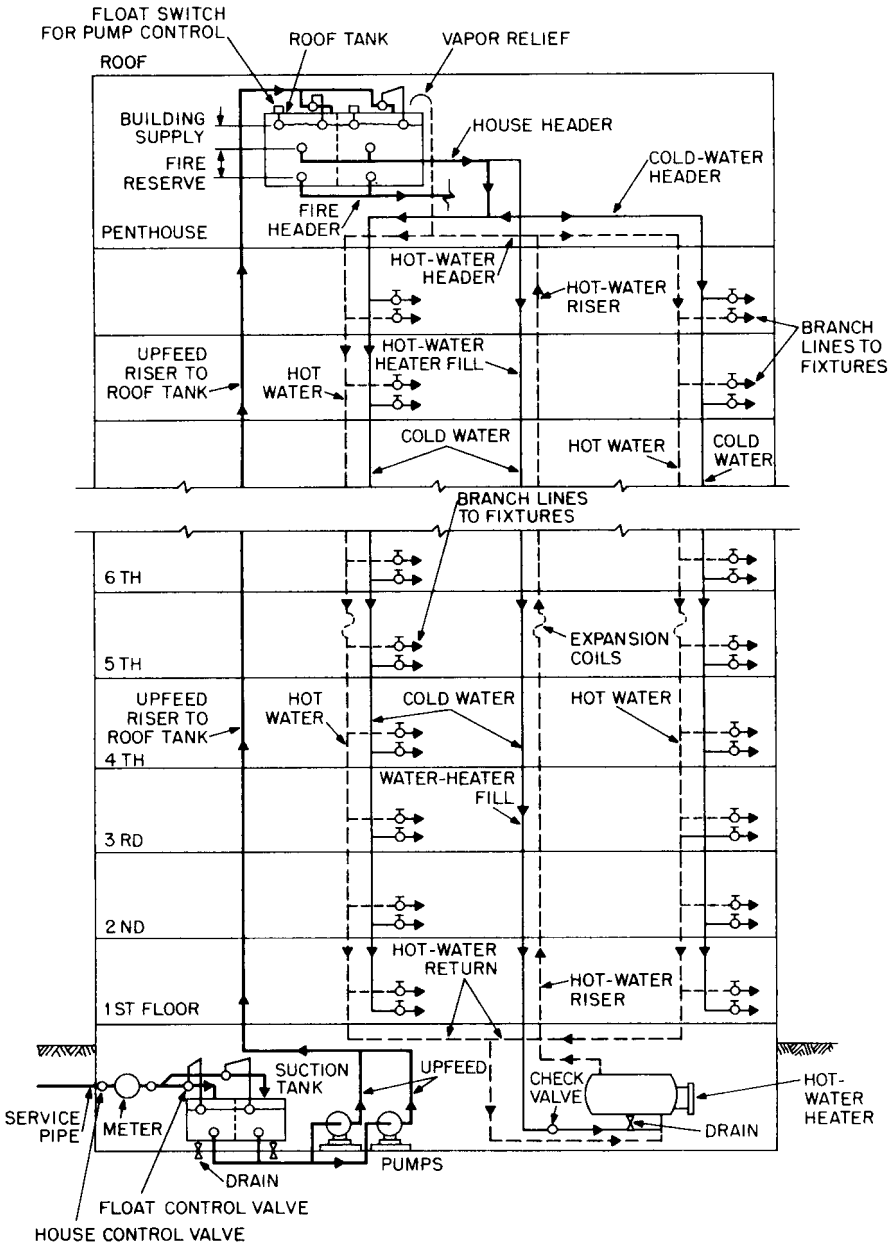 FLOAT SWITCH
FOR PUMP CONTROL
ROOF TANK
VAPOR RELIEF
ROOF
BUILDING
SUPPLY
HOUSE HEADER
FIRE
RESERVE
COLD-WATER
HEADER
FIRE
HEADER
PENTHOUSE
HOT-WATER
HEADER
HOT-WATER
RISER
UPFEED
RISER TO
ROOF TANK
HOT
WATER
HOT-WATER
HEATER FILL
BRANCH
LINES TO
FIXTURES
COLD WATER
HOT WATER
COLD
WATER
BRANCH LINES
TO FIXTURES
6 TH
5 TH
EXPANSION
COILS
UPFEED
RISER TO
ROOF TANK
HOT
WATER
COLD WATER
HOT WATER
4 TH
WATER-HEATER
FILL
3 RD
2 ND
HOT-WATER
RETURN
HOT-WATER
RISER
1 ST FLOOR
SUCTION
TANK
UPFEED
CHECK
VALVE
HOT-
WATER
HEATER
SERVICE
PIPE
METER
DRAIN
DRAIN
PUMPS
FLOAT CONTROL VALVE
HOUSE CONTROL VALVE